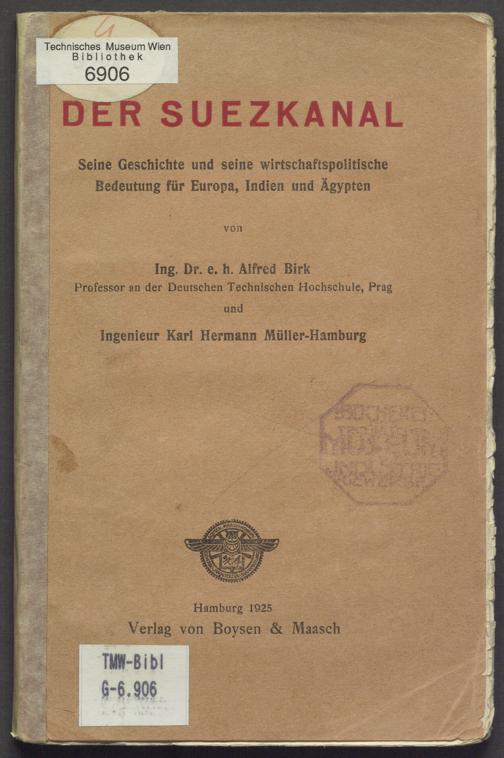 Technisches Museum Wien
Bibliothek
6906
DER SUEZKANAL
Seine Geschichte und seine wirtschaftspolitische
Bedeutung für Europa, Indien und Ägypten
von
Ing. Dr. e. h. Alfred Birk
Professor an der Deutschen Technischen Hochschule, Prag
und
Ingenieur Karl Hermann Müller-Hamburg
BÜCHEREI
MUSEUM
Hamburg 1925
Verlag von Boysen & Maasch
TMW-Bibl
G-6.906